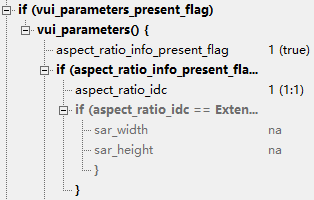 if (vui_parameters_present_flag)
vui_parameters() {
aspect_ratio_info_present_flag 1 (true)
if (aspect_ratio_info_present_fla...
aspect_ratio_idc 1 (1:1)
if (aspect_ratio_idc == Exten...
sar_width na
sar_height na
}
}